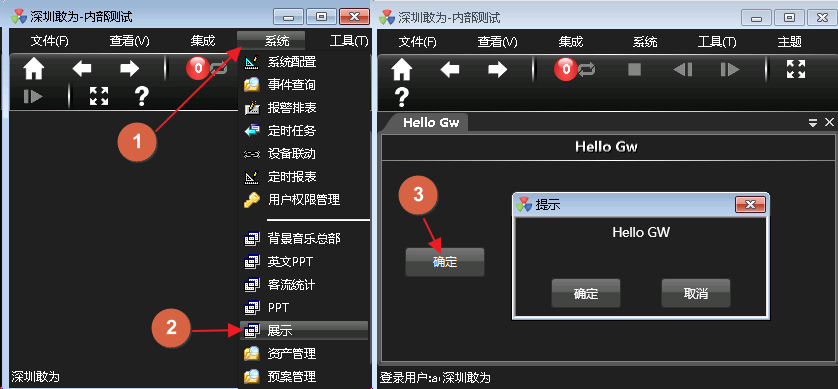 深圳敢为-内部测试
文件(F) 查看(V) 集成 系统 工具(T)
0
1
系统配置
事件查询
报警排表
定时任务
设备联动
定时报表
用户权限管理
背景音乐总部
英文PPT
客流统计
PPT
2
展示
资产管理
预案管理
深圳敢为
深圳敢为-内部测试
文件(F) 查看(V) 集成 系统 工具(T) 主题
0
?
Hello Gw
Hello Gw
3
确定
提示
Hello GW
确定 取消
登录用户:a 深圳敢为